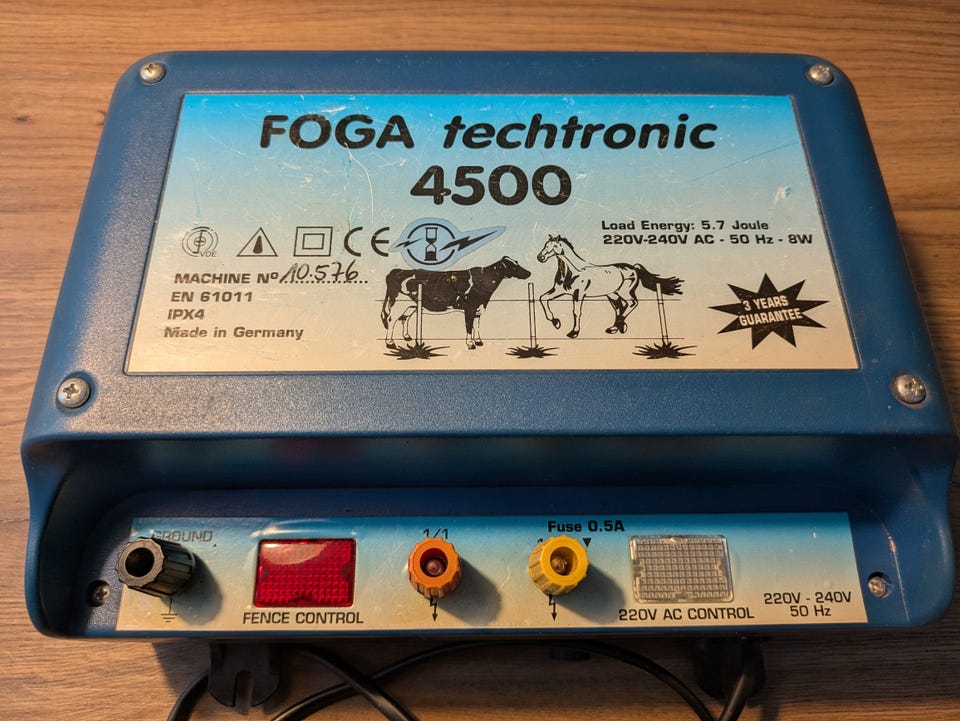 FOGA techtronic
4500
VDE
CE
Load Energy: 5.7 Joule
220V-240V AC - 50 Hz - 8W
MACHINE Nº 10.576
EN 61011
IPX4
Made in Germany
3 YEARS
GUARANTEE
GROUND
1/1
Fuse 0.5A
FENCE CONTROL
220V AC CONTROL
220V - 240V
50 Hz